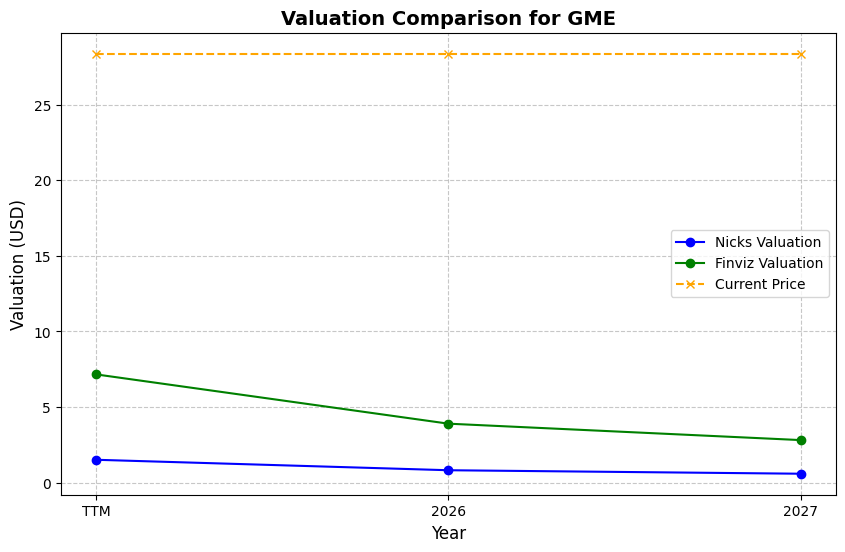 Valuation Comparison for GME
Valuation (USD)
25
20
15
10
5
0
Nicks Valuation
Finviz Valuation
Current Price
TTM
2026
2027
Year